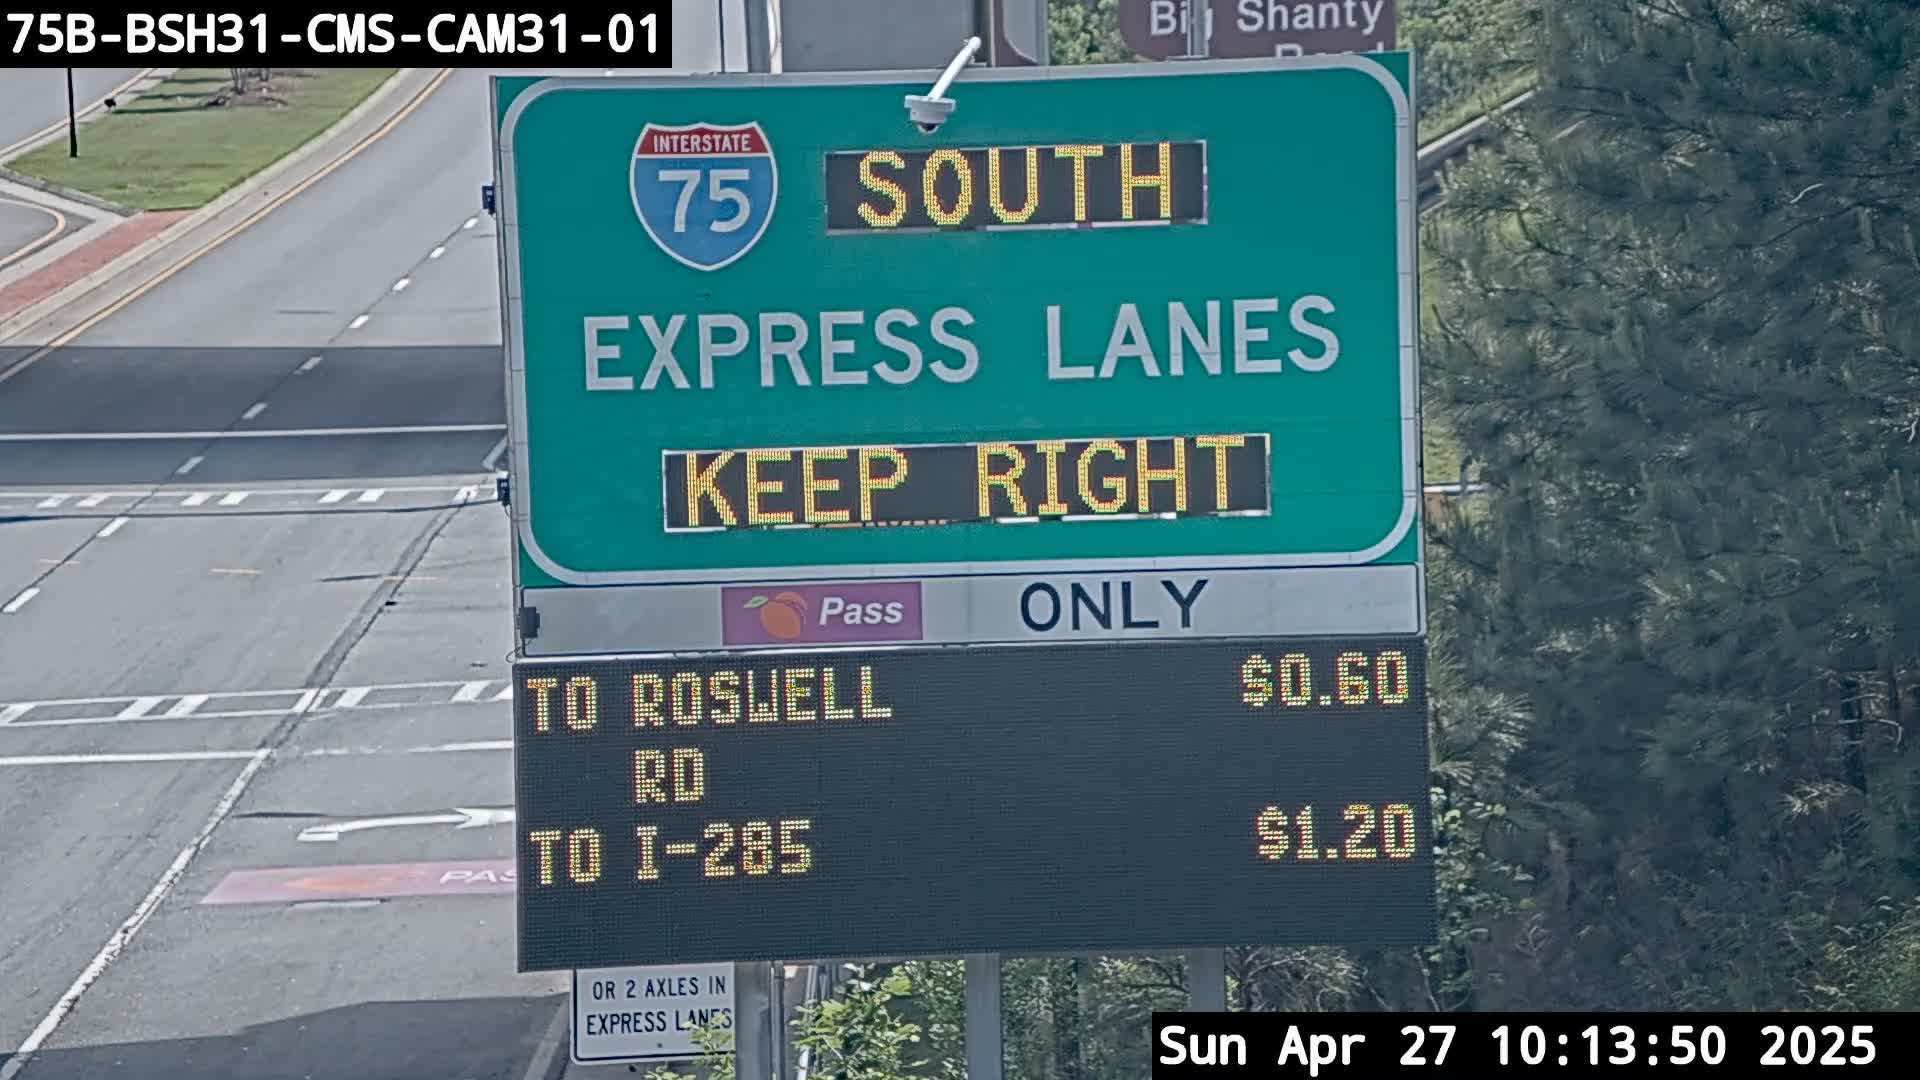 75B-BSH31-CMS-CAM31-01
Big Shanty
Road
INTERSTATE
75
SOUTH
EXPRESS LANES
KEEP RIGHT
Pass
ONLY
TO ROSWELL $0.60
RD
TO I-285 $1.20
PAS
OR 2 AXLES IN
EXPRESS LANES
Sun Apr 27 10:13:50 2025